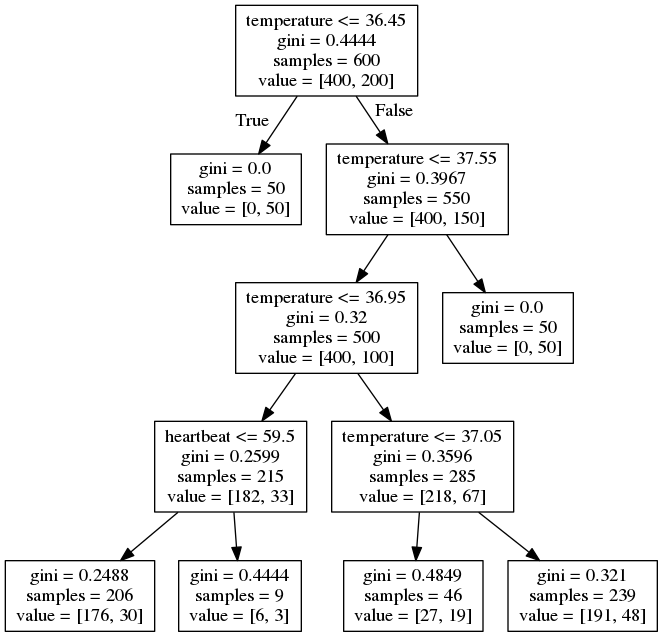 temperature <= 36.45
gini = 0.4444
samples = 600
value = [400, 200]
True
False
gini = 0.0
samples = 50
value = [0, 50]
temperature <= 37.55
gini = 0.3967
samples = 550
value = [400, 150]
temperature <= 36.95
gini = 0.32
samples = 500
value = [400, 100]
gini = 0.0
samples = 50
value = [0, 50]
heartbeat <= 59.5
gini = 0.2599
samples = 215
value = [182, 33]
temperature <= 37.05
gini = 0.3596
samples = 285
value = [218, 67]
gini = 0.2488
samples = 206
value = [176, 30]
gini = 0.4444
samples = 9
value = [6, 3]
gini = 0.4849
samples = 46
value = [27, 19]
gini = 0.321
samples = 239
value = [191, 48]